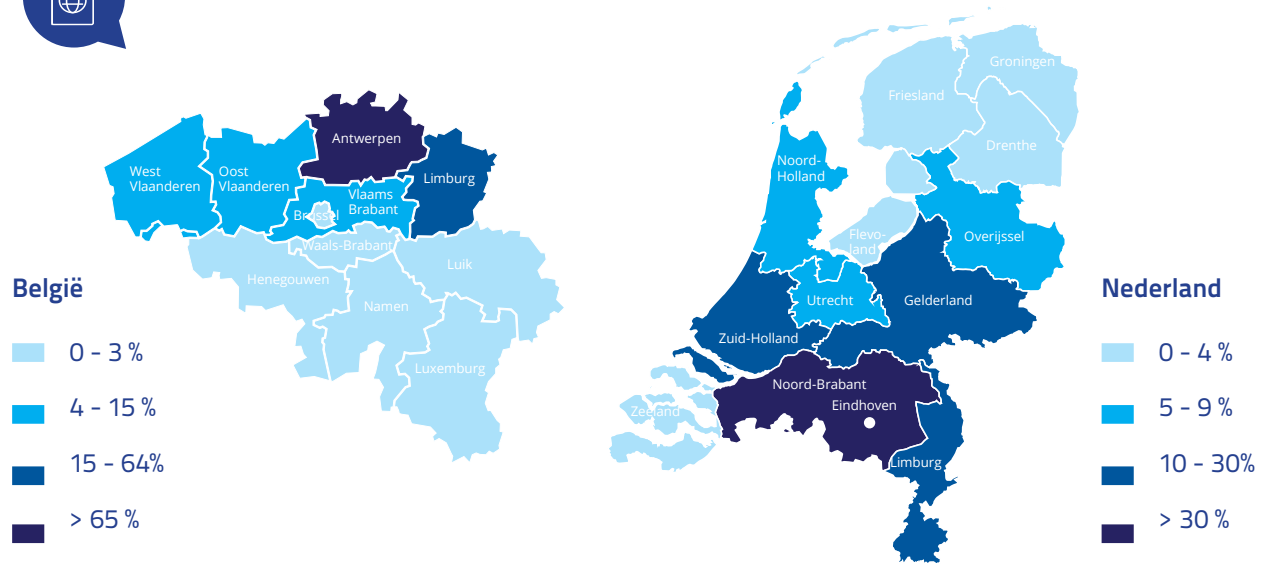 Antwerpen
West
Vlaanderen
Oost
Vlaanderen
Limburg
Vlaams
Brabant
Brussel
Waals-Brabant
Luik
Henegouwen
Namen
Luxemburg
België
0 - 3 %
4 - 15 %
15 - 64%
> 65 %
Groningen
Friesland
Drenthe
Noord-
Holland
Flevo-
land
Overijssel
Utrecht
Gelderland
Zuid-Holland
Noord-Brabant
Eindhoven
Zeeland
Limburg
Nederland
0 - 4 %
5 - 9 %
10 - 30%
> 30 %